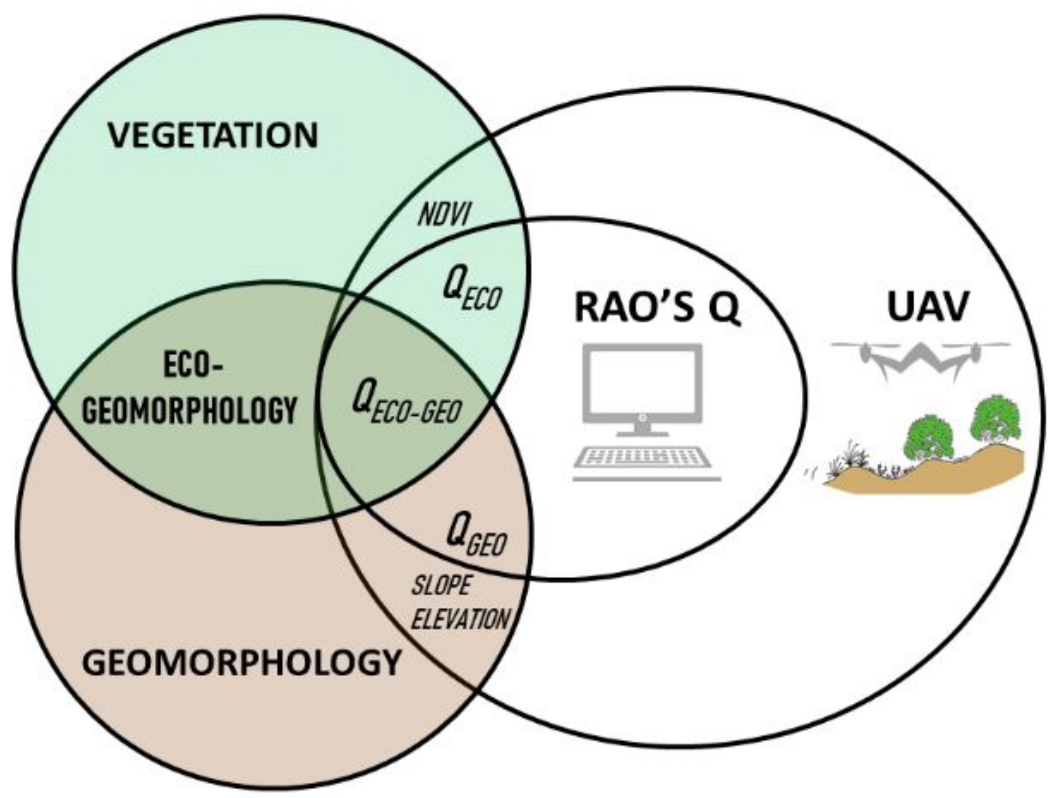 VEGETATION
NDVI
Q_ECO
RAO'S Q
UAV
ECO-
GEOMORPHOLOGY
Q_ECO-GEO
Q_GEO
SLOPE
ELEVATION
GEOMORPHOLOGY